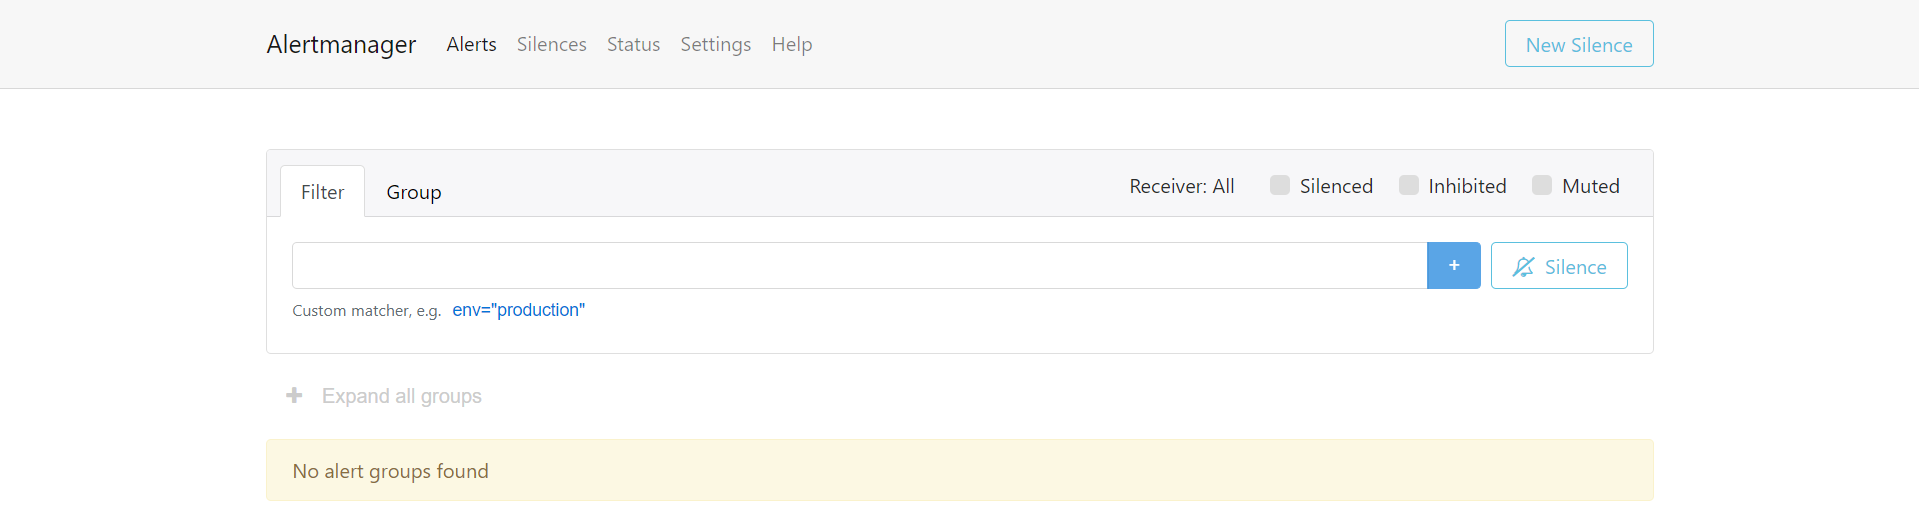 Alertmanager Alerts Silences Status Settings Help New Silence
Filter Group Receiver: All Silenced Inhibited Muted
+ Silence
Custom matcher, e.g. env="production"
+ Expand all groups
No alert groups found